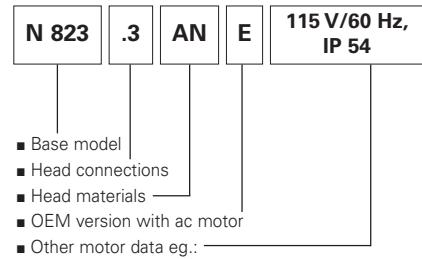 N 823 .3 AN E 115 V/60 Hz,
IP 54
■ Base model
■ Head connections
■ Head materials
■ OEM version with ac motor
■ Other motor data eg.: